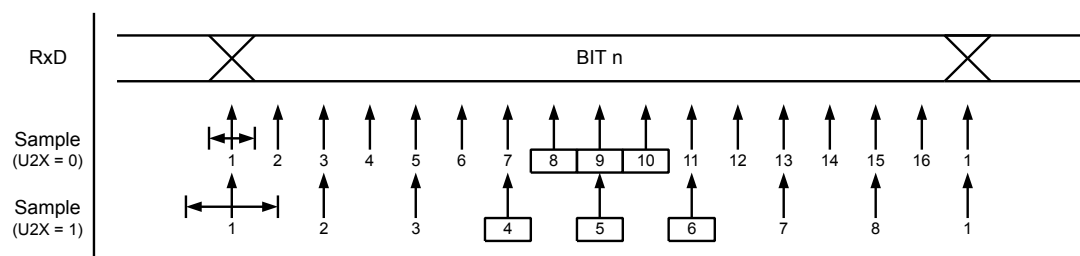 RxD BIT n
Sample
(U2X = 0) 1 2 3 4 5 6 7 8 9 10 11 12 13 14 15 16 1
Sample
(U2X = 1) 1 2 3 4 5 6 7 8 1